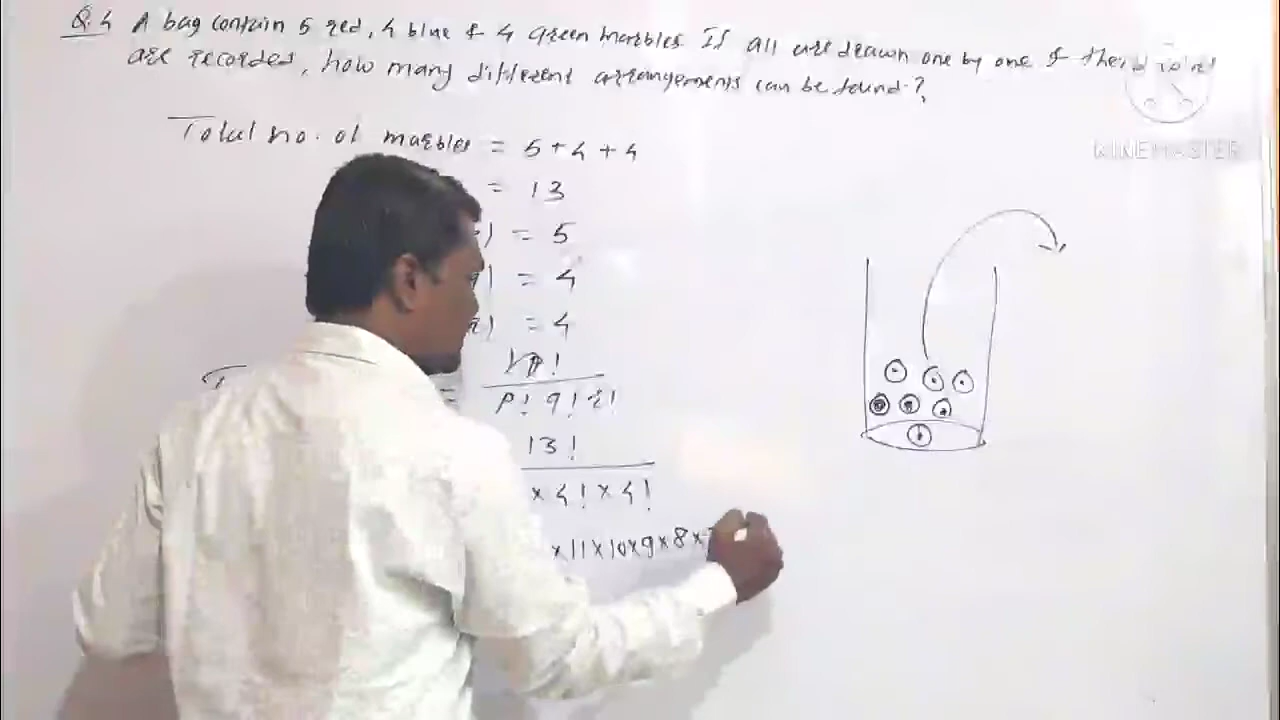 Q.4 A bag contain 5 red, 4 blue & 4 green marbles. If all are drawn one by one & their colors
are recorded, how many different arrangements can be found?
Total no. of marbles = 5+4+4
= 13
) = 5
) = 4
) = 4
= n!
p! q! r!
13!
× 4! × 4!
×11×10×9×8×
KINEMASTER